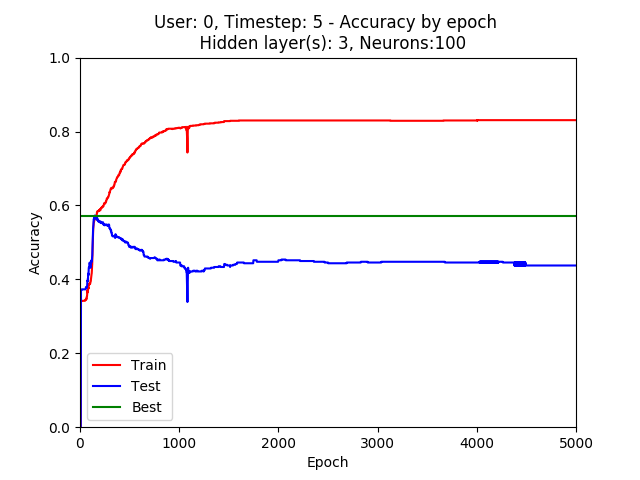 User: 0, Timestep: 5 - Accuracy by epoch
Hidden layer(s): 3, Neurons:100
1.0
0.8
0.6
0.4
0.2
0.0
Accuracy
Train
Test
Best
0 1000 2000 3000 4000 5000
Epoch